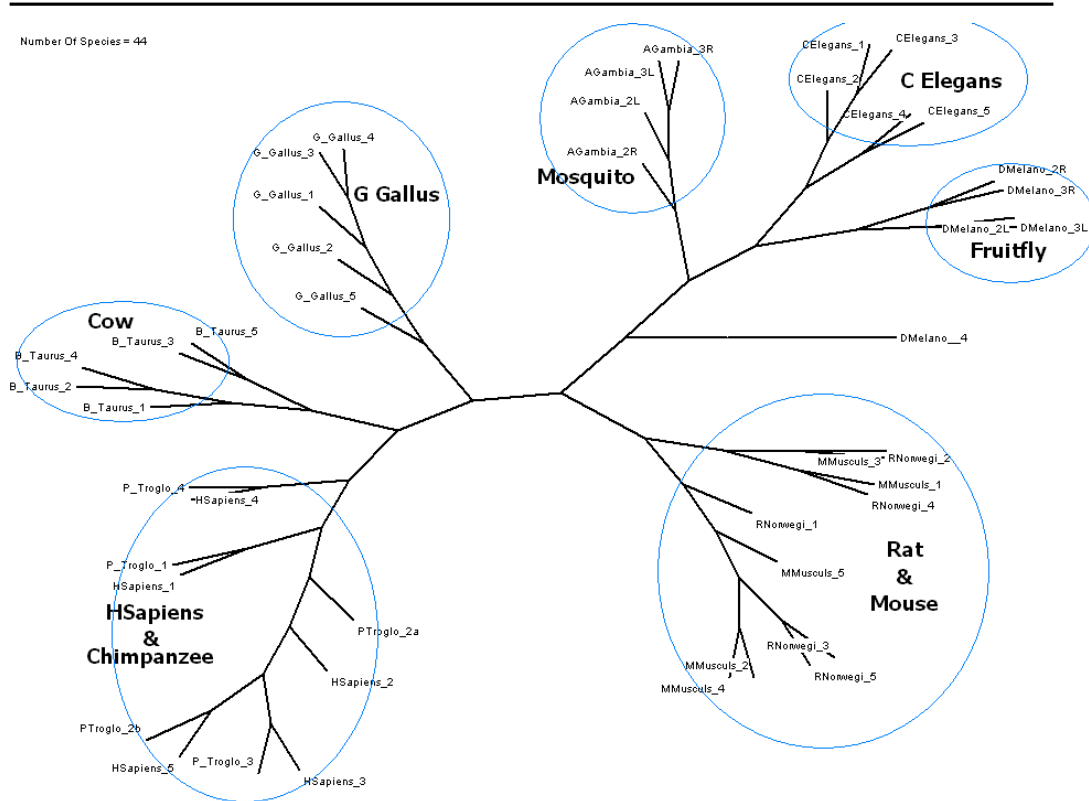 Number Of Species = 44
AGambia_3R
AGambia_3L
AGambia_2L
AGambia_2R
Mosquito
CElegans_1
CElegans_3
CElegans_2
C Elegans
CElegans_4
CElegans_5
DMelano_2R
DMelano_3R
DMelano_2L
DMelano_3L
Fruitfly
DMelano__4
G_Gallus_4
G_Gallus_3
G_Gallus_1
G Gallus
G_Gallus_2
G_Gallus_5
Cow
B_Taurus_5
B_Taurus_3
B_Taurus_4
B_Taurus_2
B_Taurus_1
P_Troglo_4
HSapiens_4
P_Troglo_1
HSapiens_1
HSapiens
&
Chimpanzee
PTroglo_2a
HSapiens_2
PTroglo_2b
HSapiens_5
P_Troglo_3
HSapiens_3
MMusculs_3
RNorwegi_2
MMusculs_1
RNorwegi_4
RNorwegi_1
MMusculs_5
Rat
&
Mouse
RNorwegi_3
MMusculs_2
RNorwegi_5
MMusculs_4